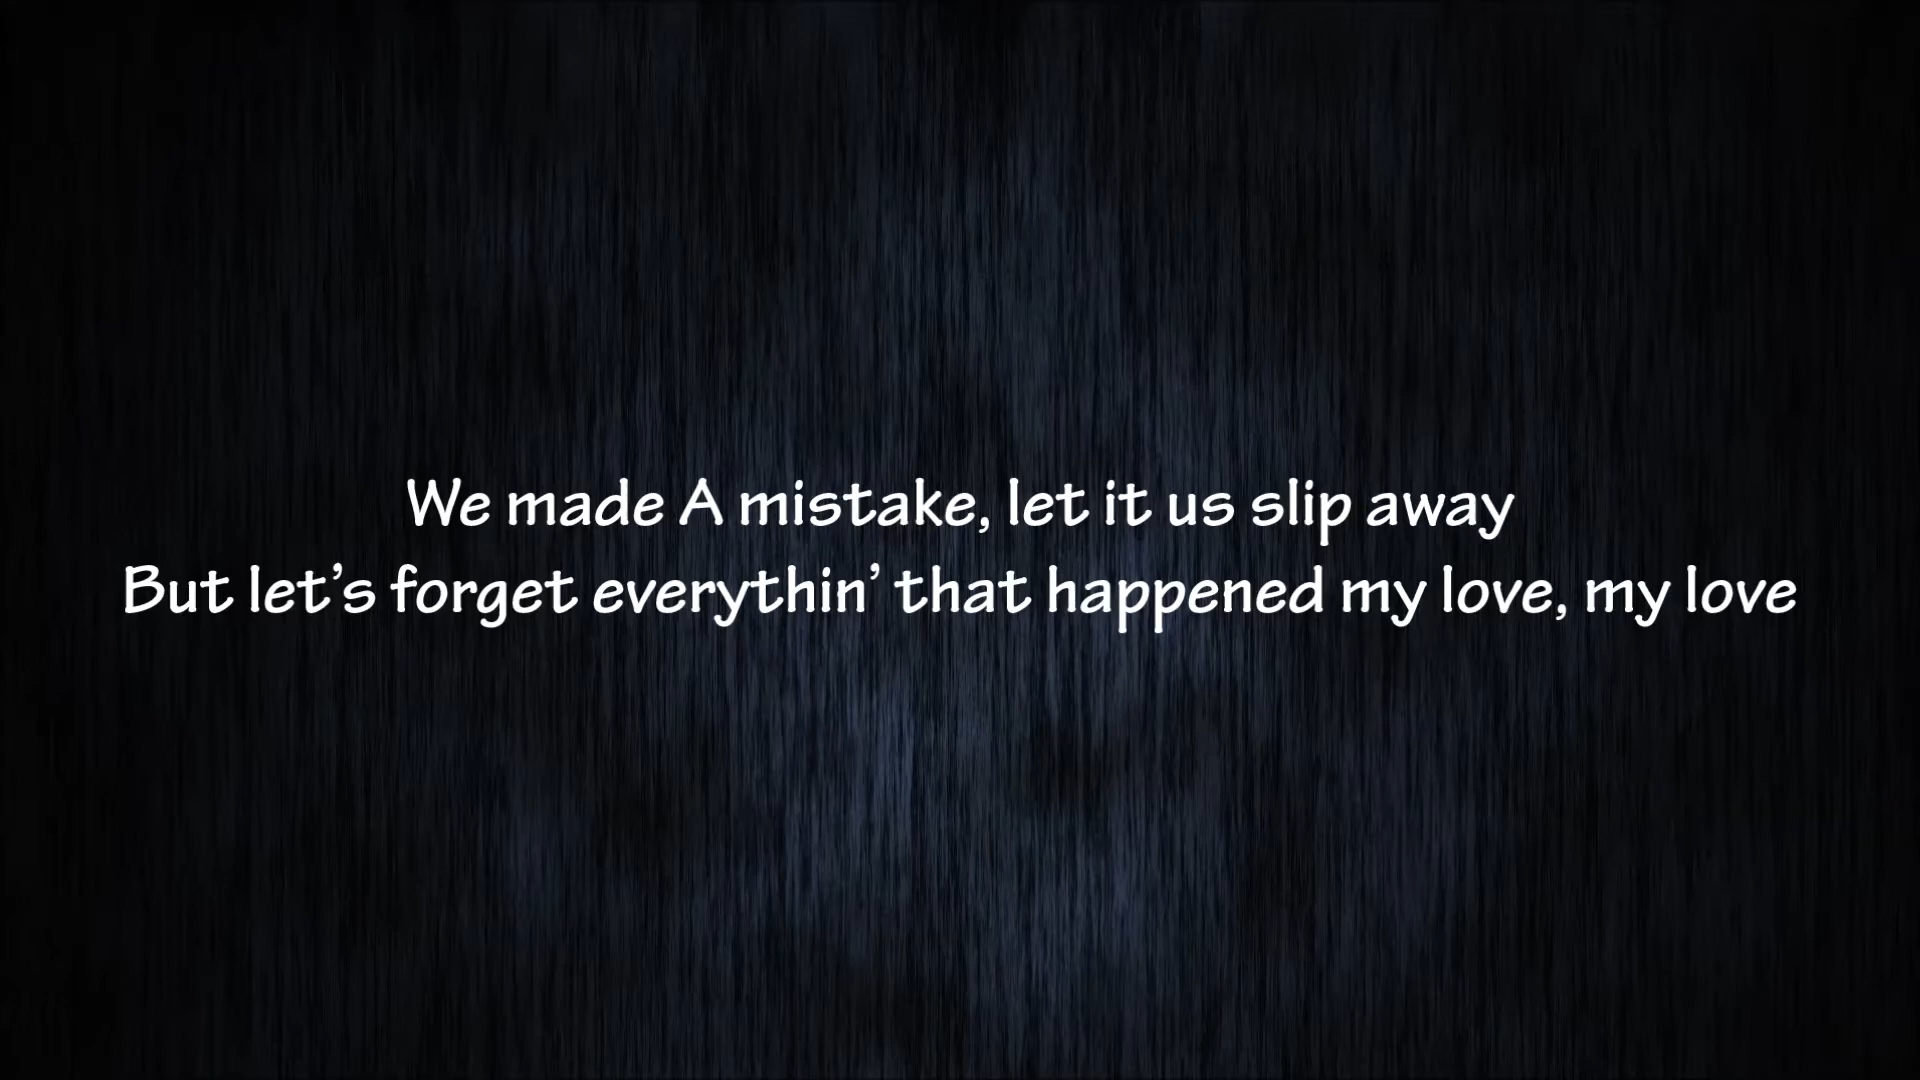 We made A mistake, let it us slip away
But let’s forget everythin’ that happened my love, my love